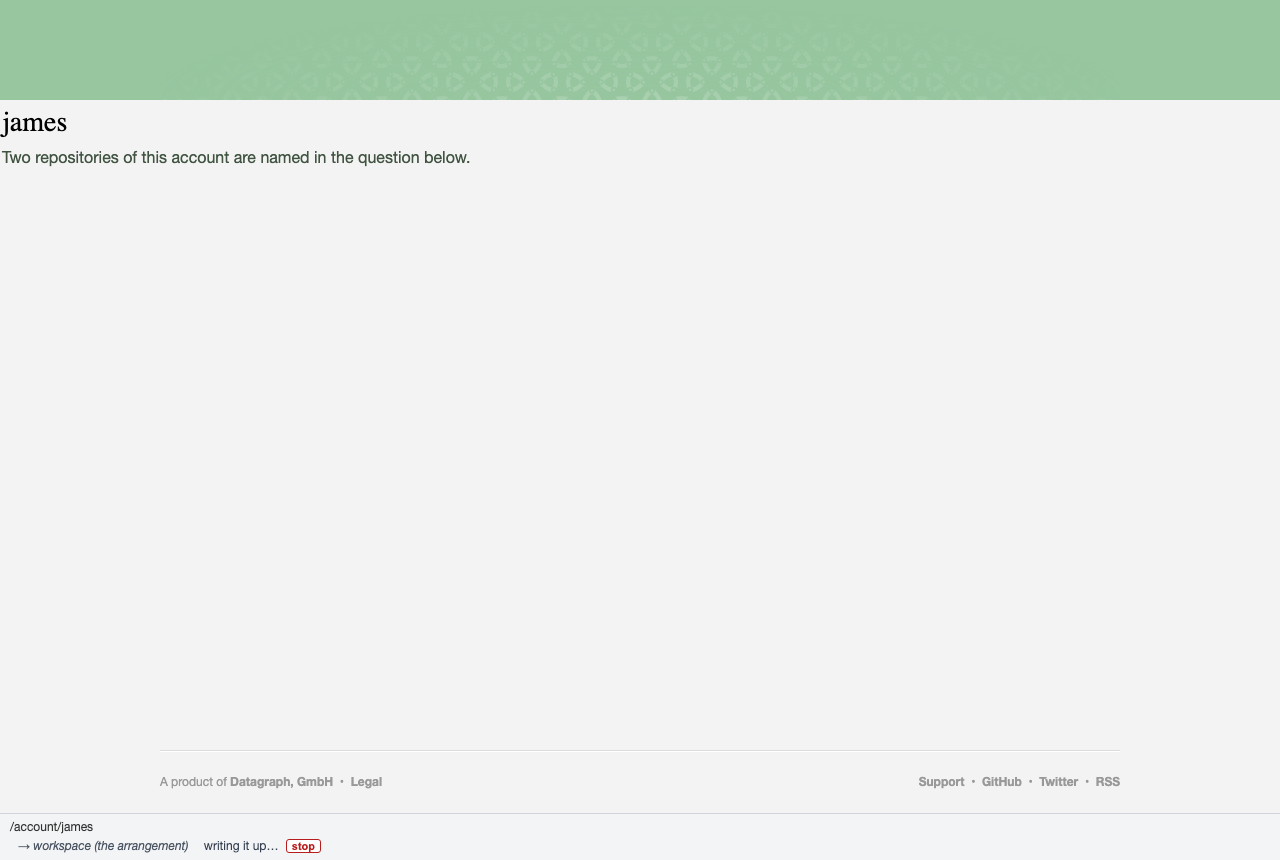 james
Two repositories of this account are named in the question below.
A product of Datagraph, GmbH • Legal
Support • GitHub • Twitter • RSS
/account/james
→ workspace (the arrangement) writing it up… stop